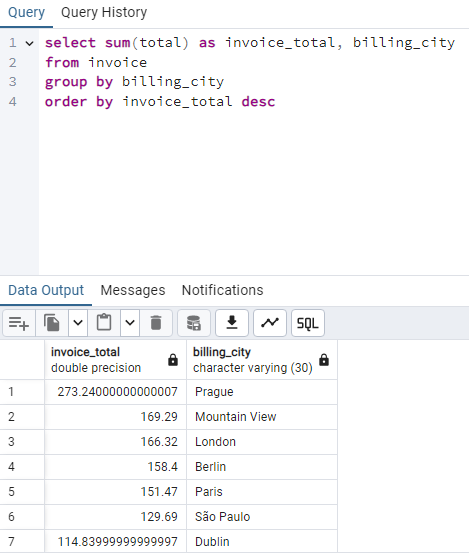 Query Query History
1 select sum(total) as invoice_total, billing_city
2 from invoice
3 group by billing_city
4 order by invoice_total desc
Data Output Messages Notifications
SQL
invoice_total billing_city
double precision character varying (30)
1 273.24000000000007 Prague
2 169.29 Mountain View
3 166.32 London
4 158.4 Berlin
5 151.47 Paris
6 129.69 São Paulo
7 114.83999999999997 Dublin